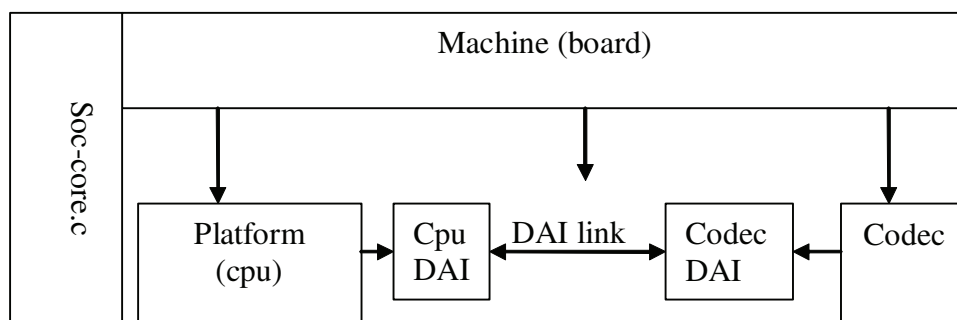 Soc-core.c
Machine (board)
Platform
(cpu)
Cpu
DAI
DAI link
Codec
DAI
Codec